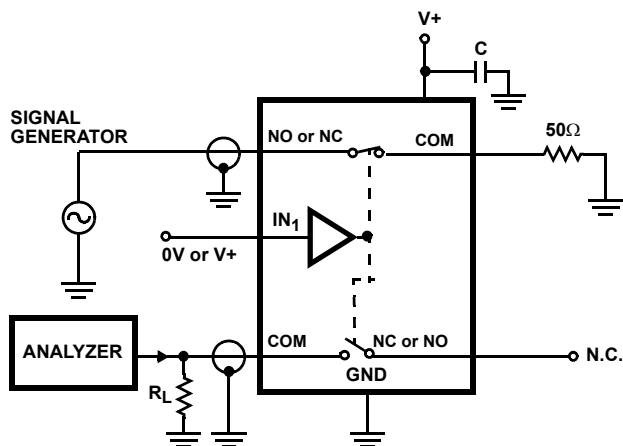 V+
C
SIGNAL
GENERATOR
NO or NC
COM
50Ω
IN1
0V or V+
ANALYZER
COM
NC or NO
N.C.
RL
GND